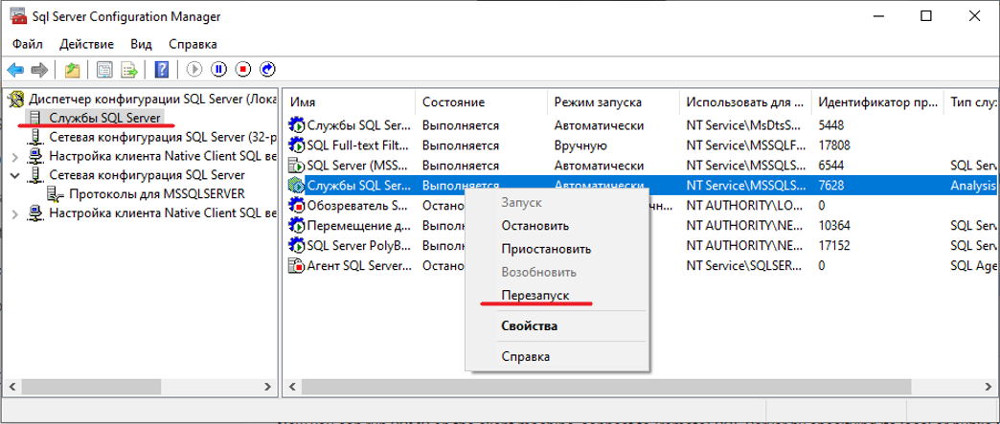 Sql Server Configuration Manager
Файл Действие Вид Справка
Диспетчер конфигурации SQL Server (Лока
Службы SQL Server
Сетевая конфигурация SQL Server (32-р
Настройка клиента Native Client SQL ве
Сетевая конфигурация SQL Server
Протоколы для MSSQLSERVER
Настройка клиента Native Client SQL ве
Имя Состояние Режим запуска Использовать для ... Идентификатор пр... Тип слу
Службы SQL Ser... Выполняется Автоматически NT Service\MsDtsS... 5448
SQL Full-text Filt... Выполняется Вручную NT Service\MSSQLF... 17808
SQL Server (MSS... Выполняется Автоматически NT Service\MSSQLS... 6544 SQL Serv
Службы SQL Ser... Выполняется Автоматически NT Service\MSSQLS... 7628 Analysis
Обозреватель S... Остано NT AUTHORITY\LO... 0
Перемещение д... Выполн NT AUTHORITY\NE... 10364 SQL Serv
SQL Server PolyB... Выполн NT AUTHORITY\NE... 17152 SQL Serv
Агент SQL Server... Остано NT Service\SQLSER... 0 SQL Age
Запуск
Остановить
Приостановить
Возобновить
Перезапуск
Свойства
Справка